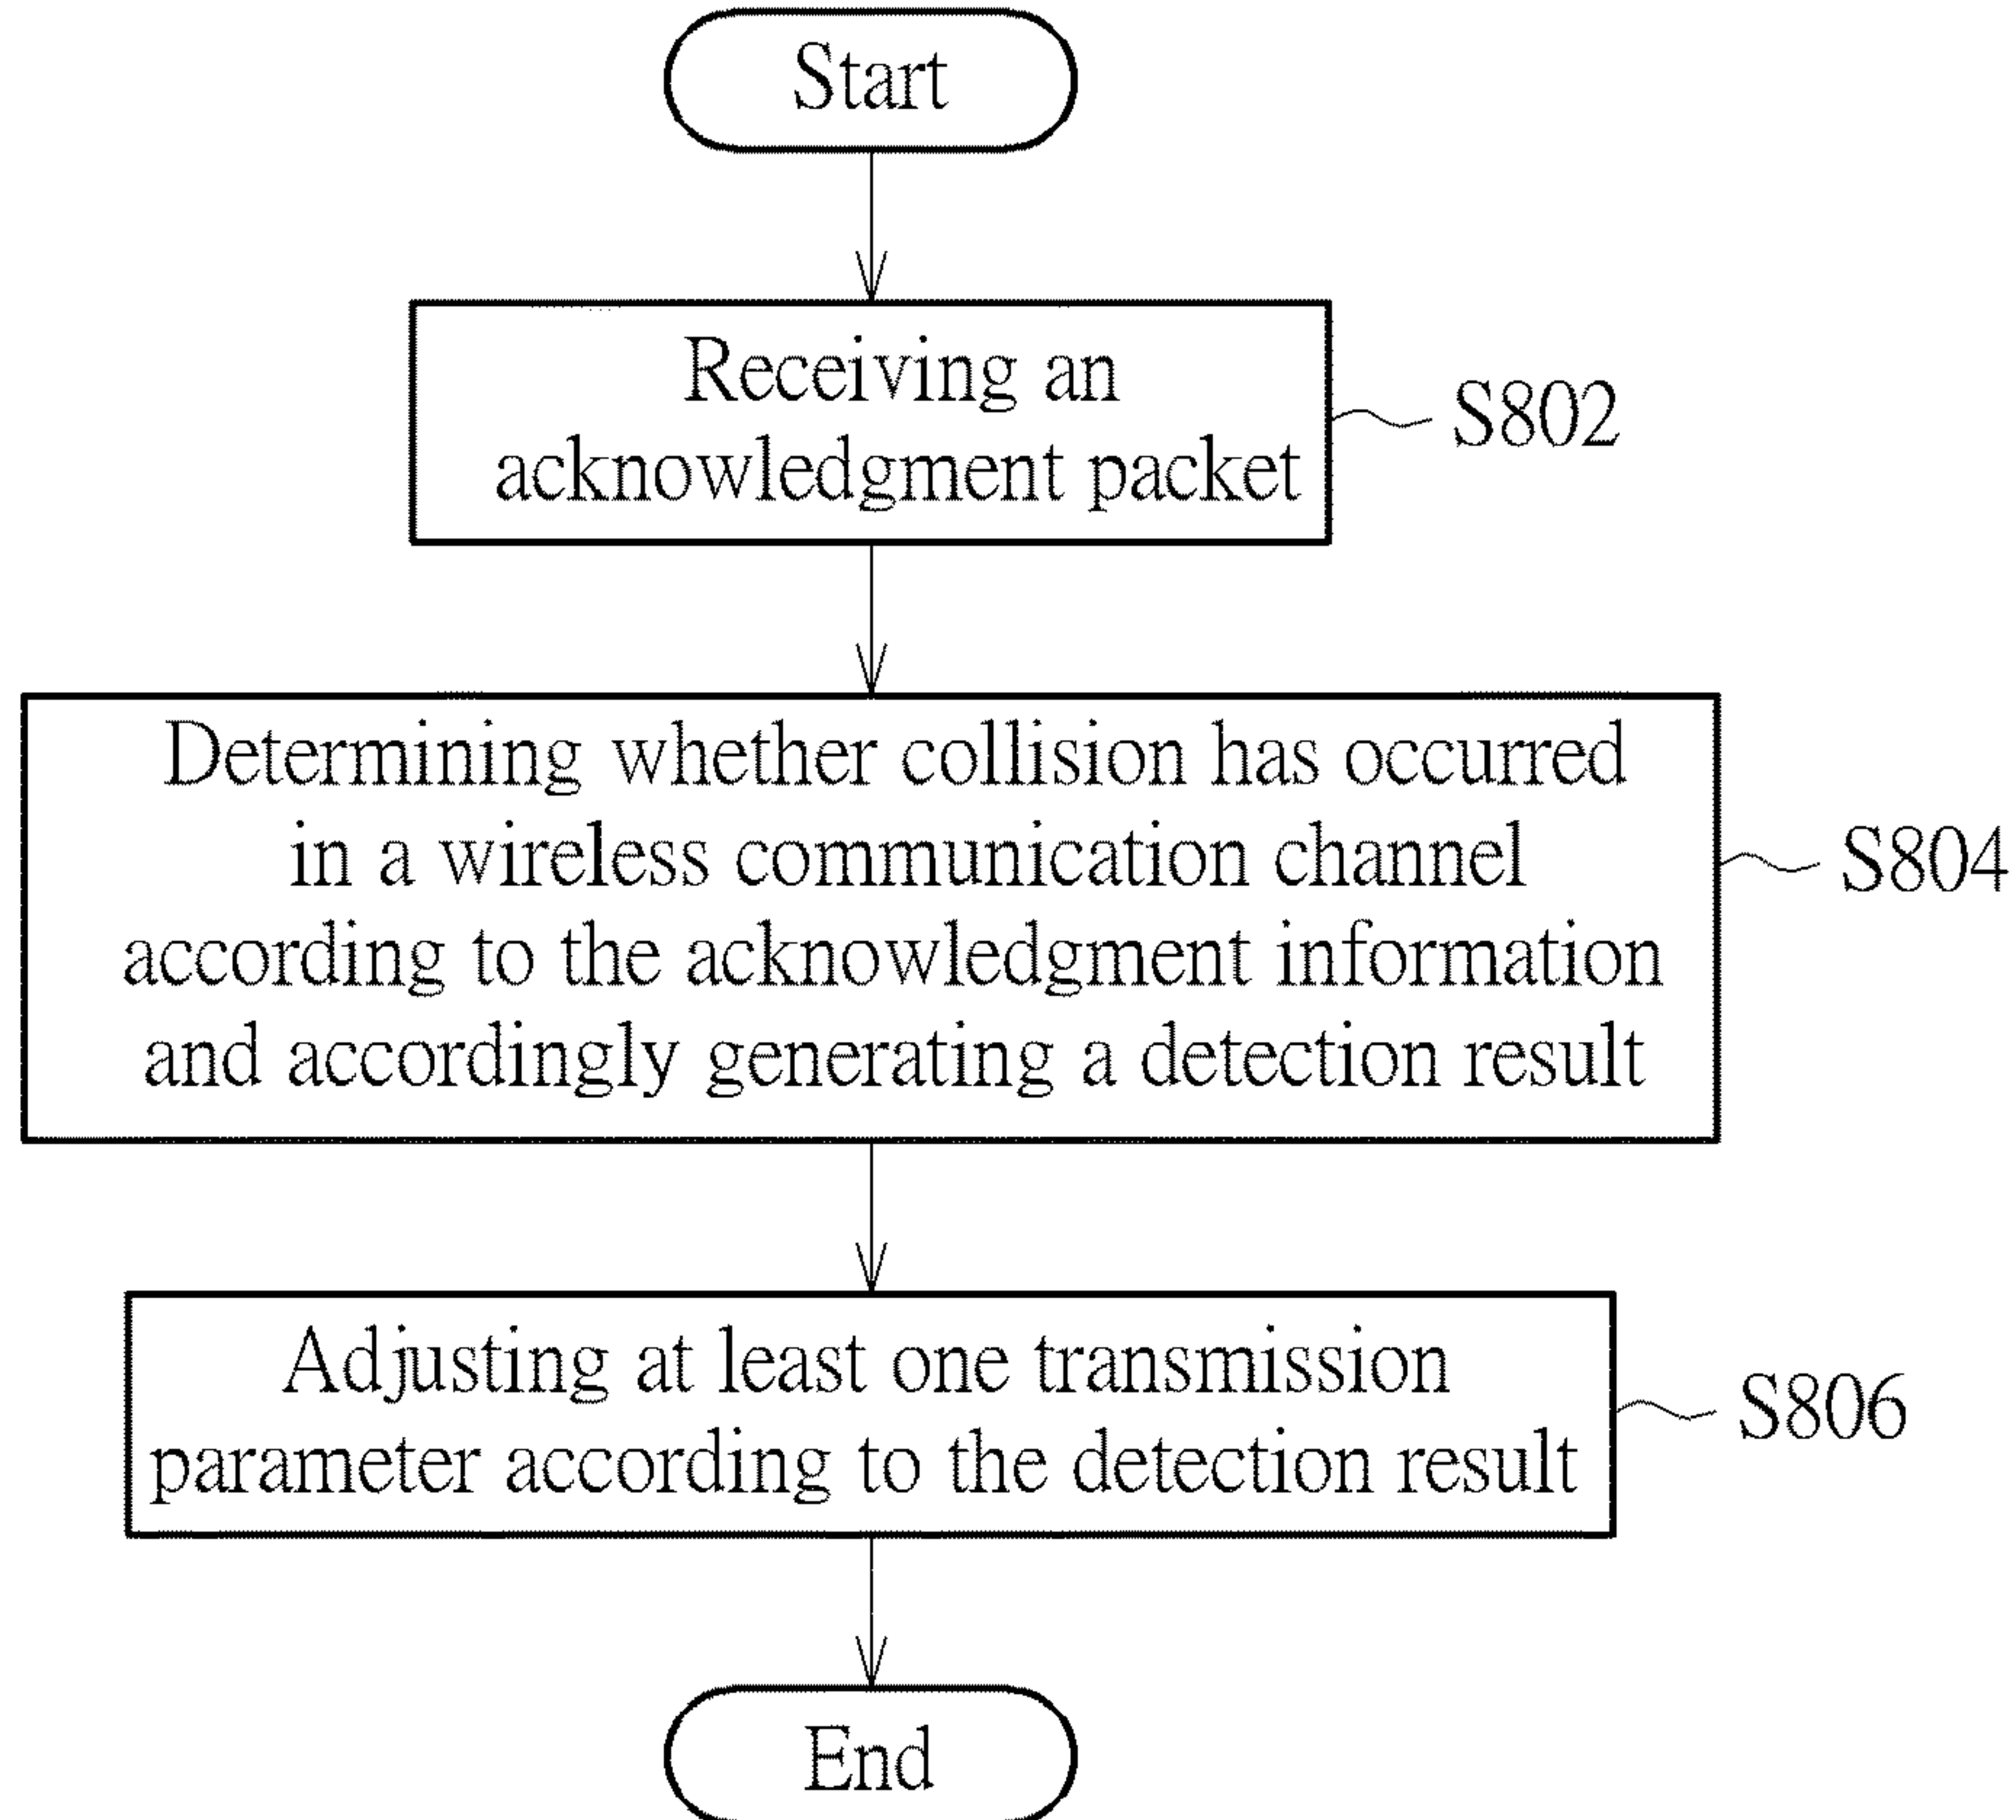 Start
Receiving an
acknowledgment packet
S802
Determining whether collision has occurred
in a wireless communication channel
according to the acknowledgment information
and accordingly generating a detection result
S804
Adjusting at least one transmission
parameter according to the detection result
S806
End